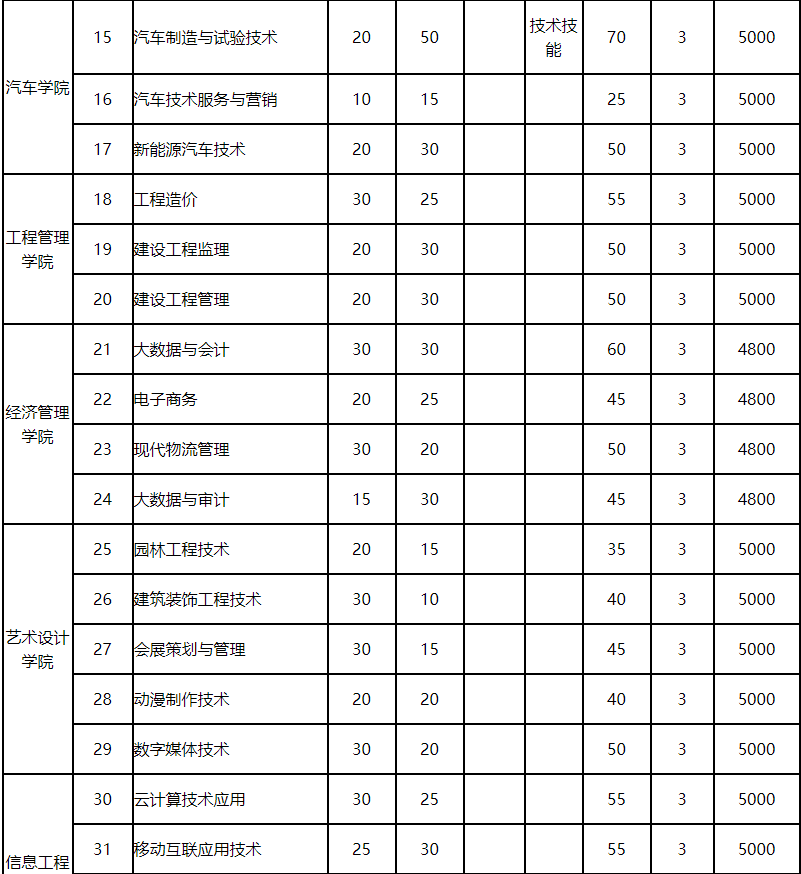 汽车学院 15 汽车制造与试验技术 20 50 技术技能 70 3 5000
16 汽车技术服务与营销 10 15 25 3 5000
17 新能源汽车技术 20 30 50 3 5000
工程管理学院 18 工程造价 30 25 55 3 5000
19 建设工程监理 20 30 50 3 5000
20 建设工程管理 20 30 50 3 5000
经济管理学院 21 大数据与会计 30 30 60 3 4800
22 电子商务 20 25 45 3 4800
23 现代物流管理 30 20 50 3 4800
24 大数据与审计 15 30 45 3 4800
艺术设计学院 25 园林工程技术 20 15 35 3 5000
26 建筑装饰工程技术 30 10 40 3 5000
27 会展策划与管理 30 15 45 3 5000
28 动漫制作技术 20 20 40 3 5000
29 数字媒体技术 30 20 50 3 5000
信息工程 30 云计算技术应用 30 25 55 3 5000
31 移动互联应用技术 25 30 55 3 5000